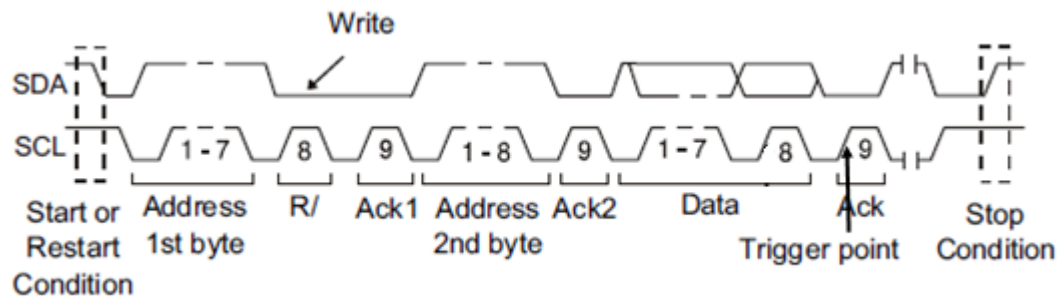 Write
SDA
SCL
1 - 7
8
9
1 - 8
9
1 - 7
8
9
Start or
Restart
Condition
Address
1st byte
R/
Ack1
Address
2nd byte
Ack2
Data
Ack
Trigger point
Stop
Condition